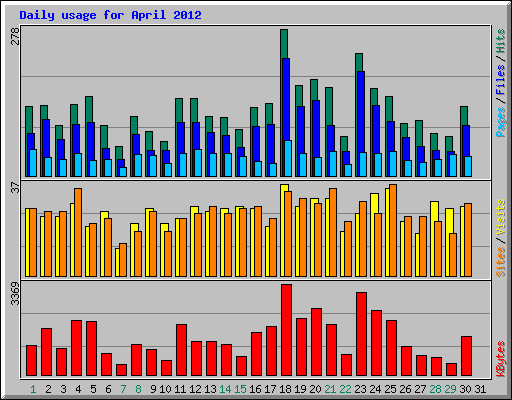 Daily usage for April 2012
278
Pages / Files / Hits
37
Sites / Visits
3369
KBytes
1 2 3 4 5 6 7 8 9 10 11 12 13 14 15 16 17 18 19 20 21 22 23 24 25 26 27 28 29 30 31